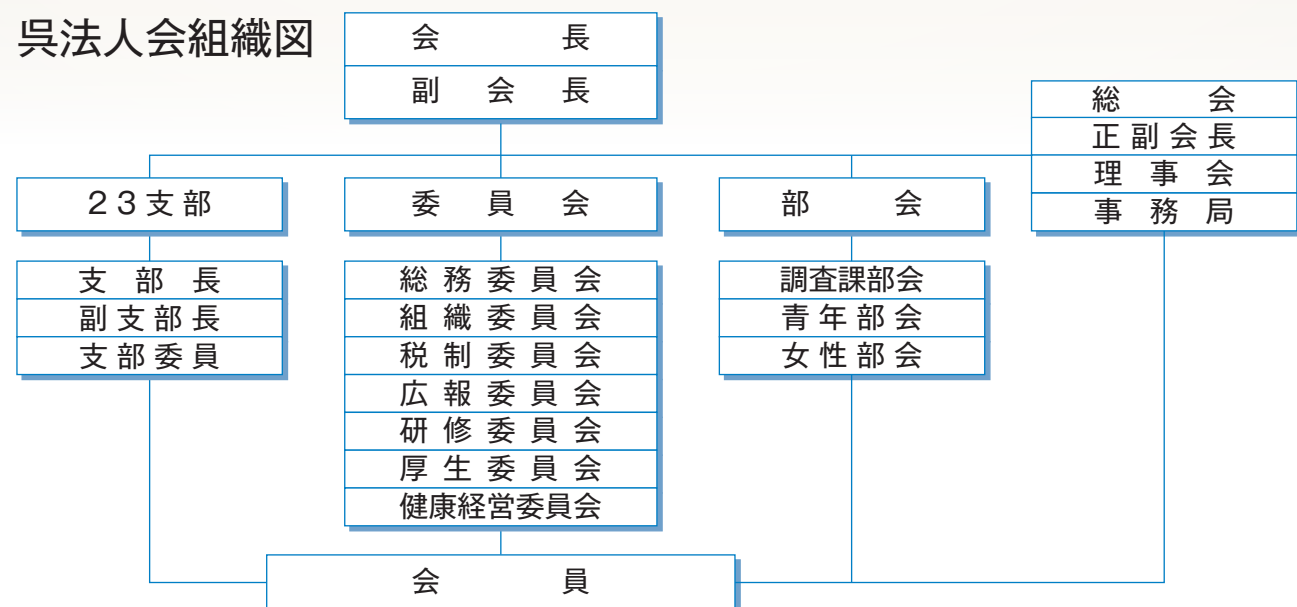 呉法人会組織図
会長
副会長
総会
正副会長
理事会
事務局
23支部
支部長
副支部長
支部委員
委員会
総務委員会
組織委員会
税制委員会
広報委員会
研修委員会
厚生委員会
健康経営委員会
部会
調査課部会
青年部会
女性部会
会員